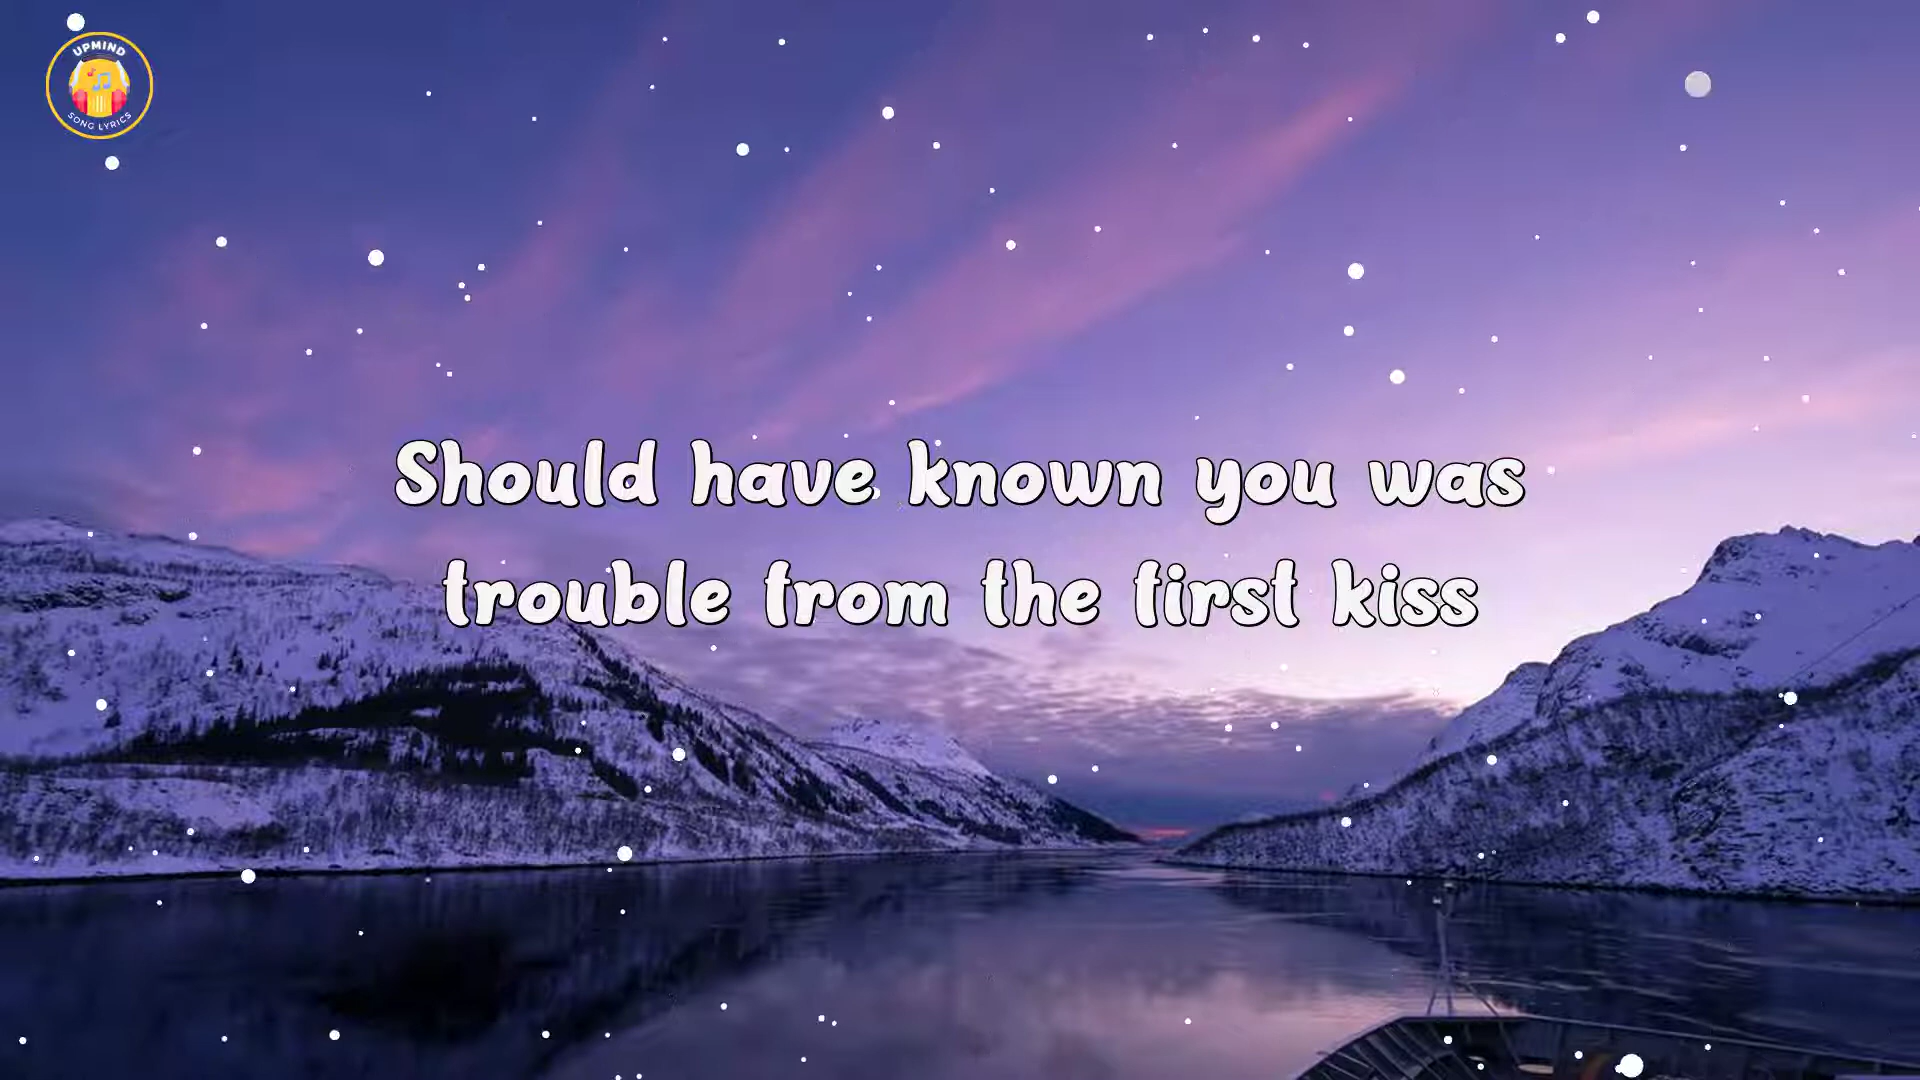 UPMIND
SONG LYRICS
Should have known you was
trouble from the first kiss